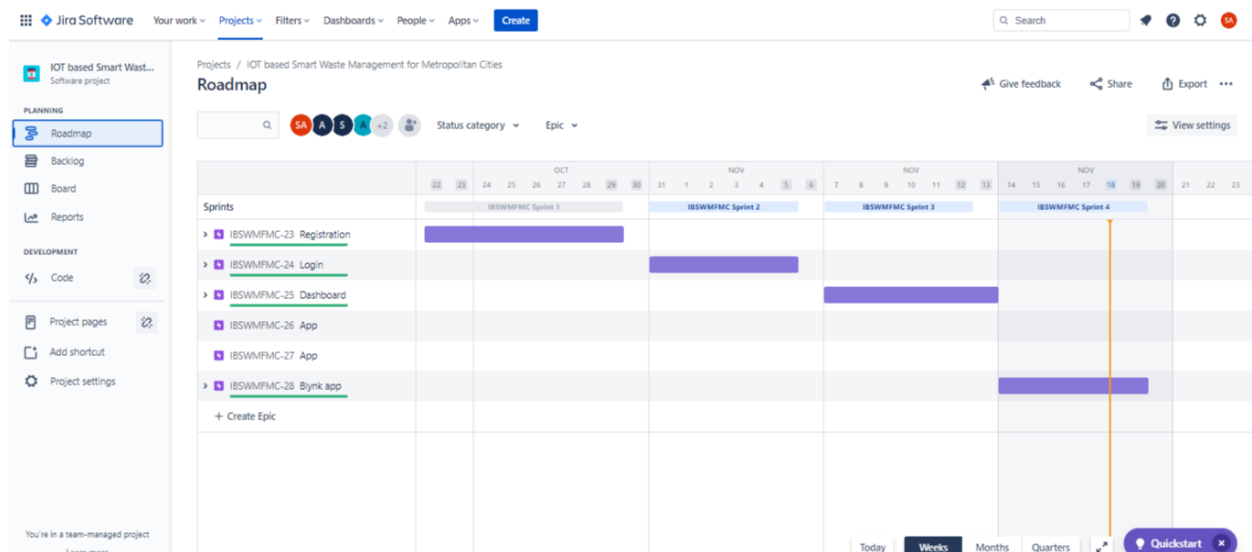 Jira Software Your work Projects Filters Dashboards People Apps Create Search SA
IOT based Smart Wast...
Software project
PLANNING
Roadmap
Backlog
Board
Reports
DEVELOPMENT
Code
Project pages
Add shortcut
Project settings
You're in a team-managed project
Learn more
Projects / IOT based Smart Waste Management for Metropolitan Cities
Roadmap
Give feedback Share Export
SA A S A +2 Status category Epic View settings
OCT NOV NOV NOV
22 23 24 25 26 27 28 29 30 31 1 2 3 4 5 6 7 8 9 10 11 12 13 14 15 16 17 18 19 20 21 22 23
Sprints IBSWMFMC Sprint 1 IBSWMFMC Sprint 2 IBSWMFMC Sprint 3 IBSWMFMC Sprint 4
IBSWMFMC-23 Registration
IBSWMFMC-24 Login
IBSWMFMC-25 Dashboard
IBSWMFMC-26 App
IBSWMFMC-27 App
IBSWMFMC-28 Blynk app
+ Create Epic
Today Weeks Months Quarters Quickstart